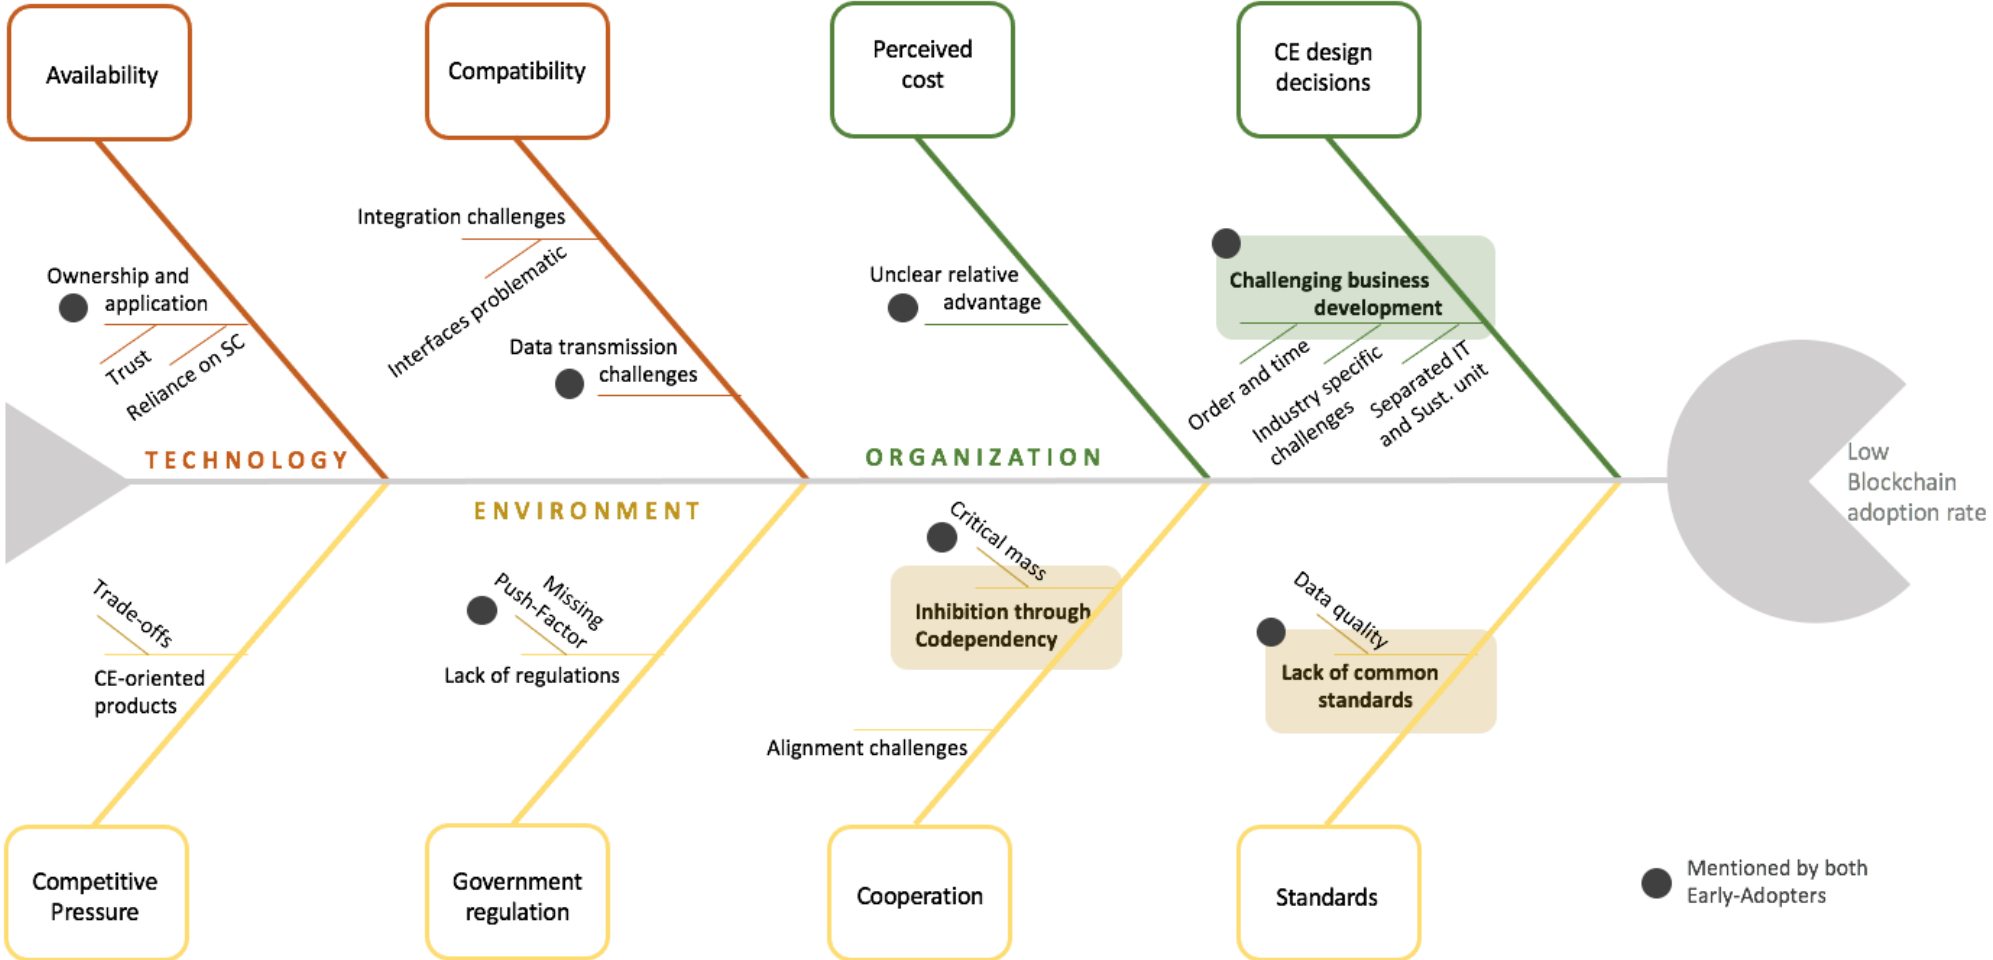 Availability
Compatibility
Perceived
cost
CE design
decisions
Integration challenges
Interfaces problematic
Ownership and
application
Trust
Reliance on SC
Data transmission
challenges
Unclear relative
advantage
Challenging business
development
Order and time
Industry specific
challenges
Separated IT
and Sust. unit
TECHNOLOGY
ORGANIZATION
ENVIRONMENT
Low
Blockchain
adoption rate
Trade-offs
CE-oriented
products
Missing
Push-Factor
Lack of regulations
Critical mass
Inhibition through
Codependency
Alignment challenges
Data quality
Lack of common
standards
Competitive
Pressure
Government
regulation
Cooperation
Standards
Mentioned by both
Early-Adopters